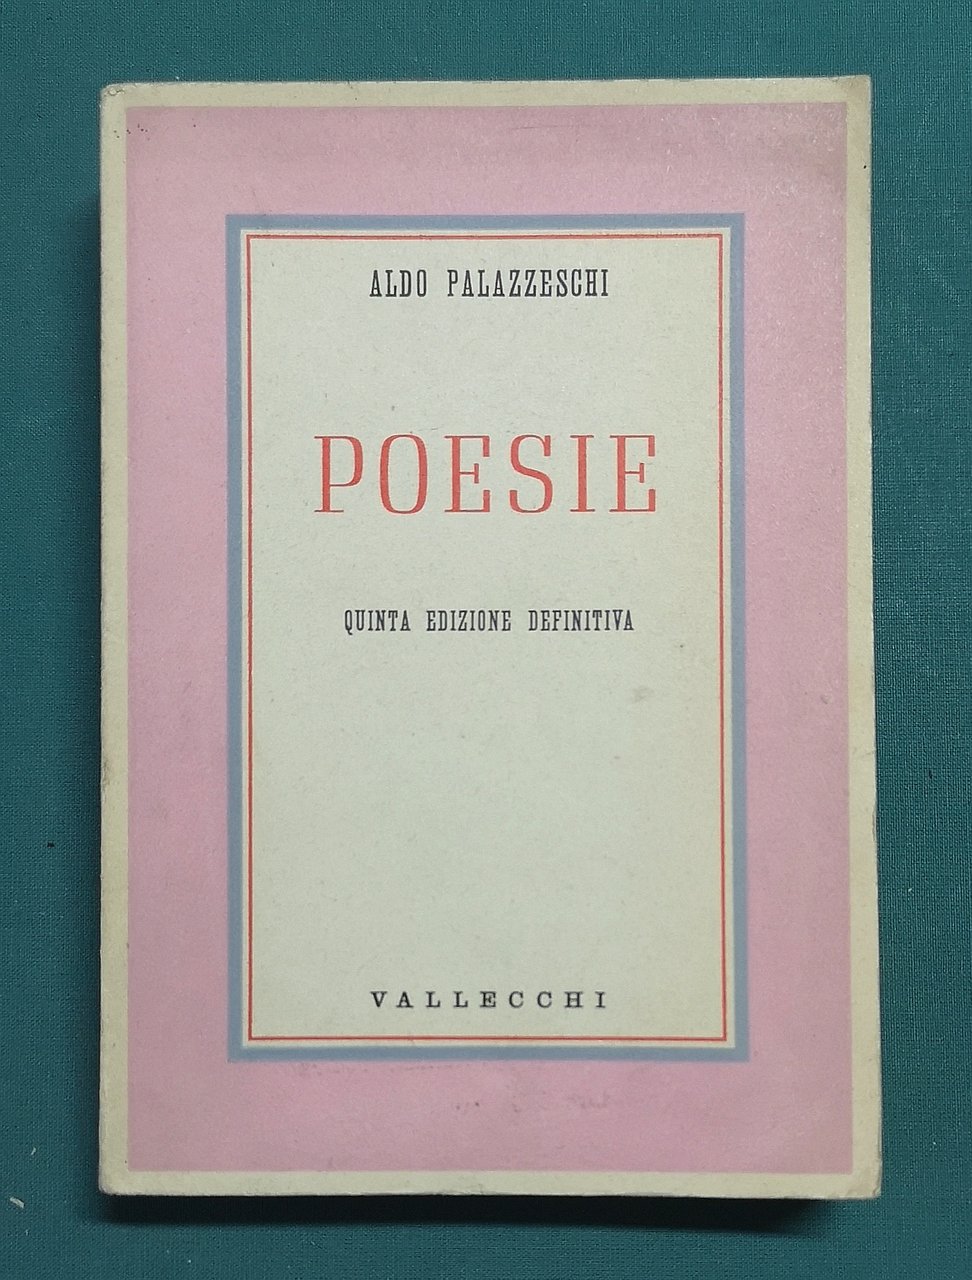 ALDO PALAZZESCHI
POESIE
QUINTA EDIZIONE DEFINITIVA
VALLECCHI